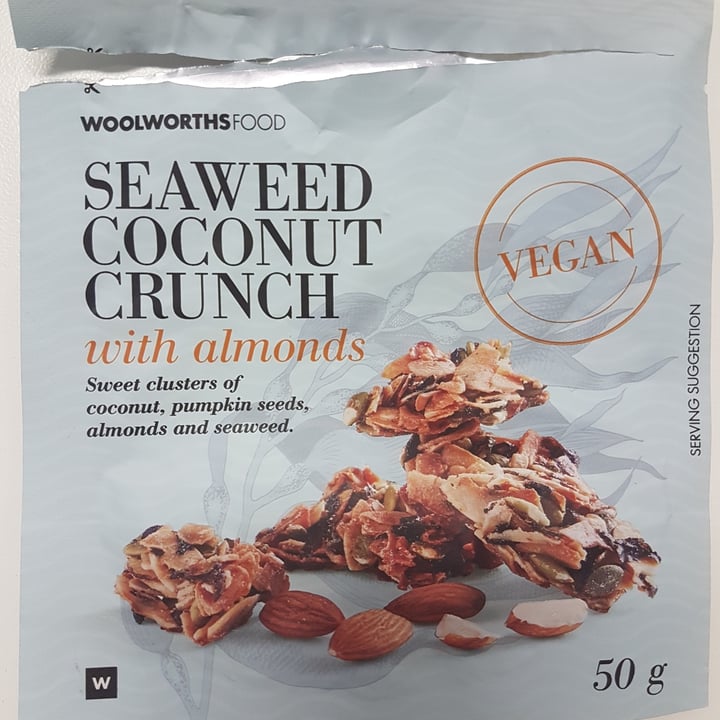 WOOLWORTHSFOOD
SEAWEED
COCONUT
CRUNCH
with almonds
Sweet clusters of
coconut, pumpkin seeds,
almonds and seaweed.
VEGAN
SERVING SUGGESTION
W
50 g